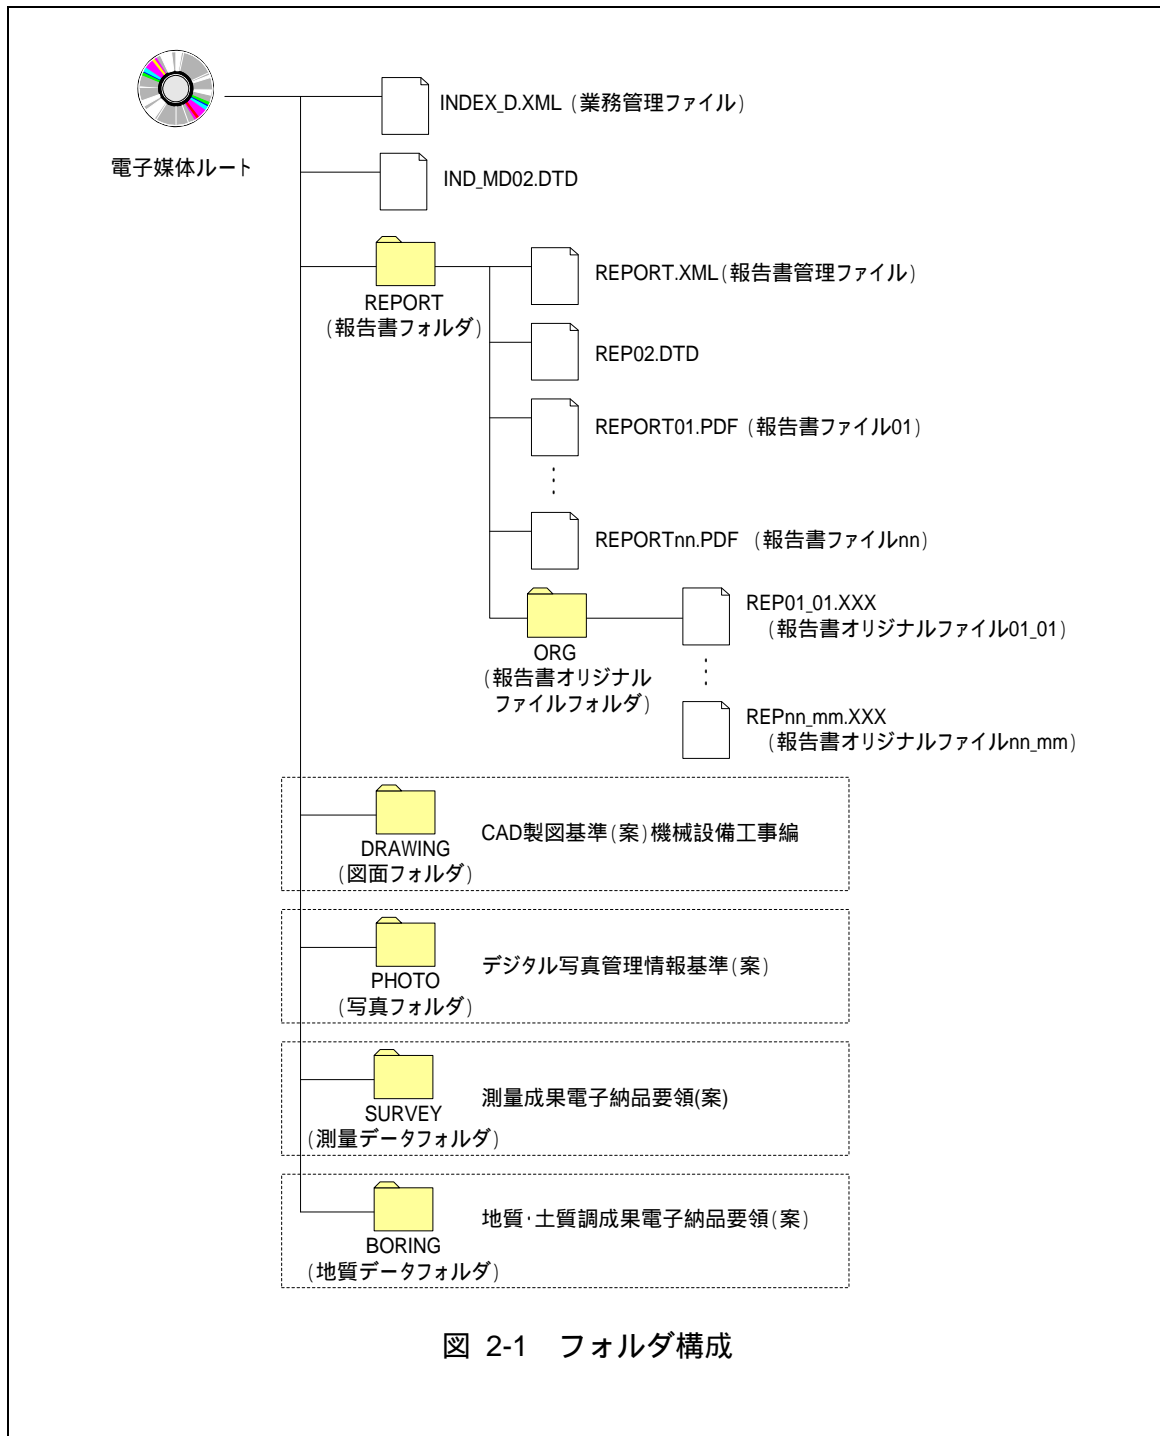 INDEX_D.XML (業務管理ファイル)
電子媒体ルート
IND_MD02.DTD
REPORT
(報告書フォルダ)
REPORT.XML(報告書管理ファイル)
REP02.DTD
REPORT01.PDF (報告書ファイル01)
REPORTnn.PDF (報告書ファイルnn)
ORG
(報告書オリジナル
ファイルフォルダ)
REP01_01.XXX
(報告書オリジナルファイル01_01)
REPnn_mm.XXX
(報告書オリジナルファイルnn_mm)
DRAWING
(図面フォルダ)
CAD製図基準(案)機械設備工事編
PHOTO
(写真フォルダ)
デジタル写真管理情報基準(案)
SURVEY
(測量データフォルダ)
測量成果電子納品要領(案)
BORING
(地質データフォルダ)
地質・土質調成果電子納品要領(案)
図 2-1 フォルダ構成